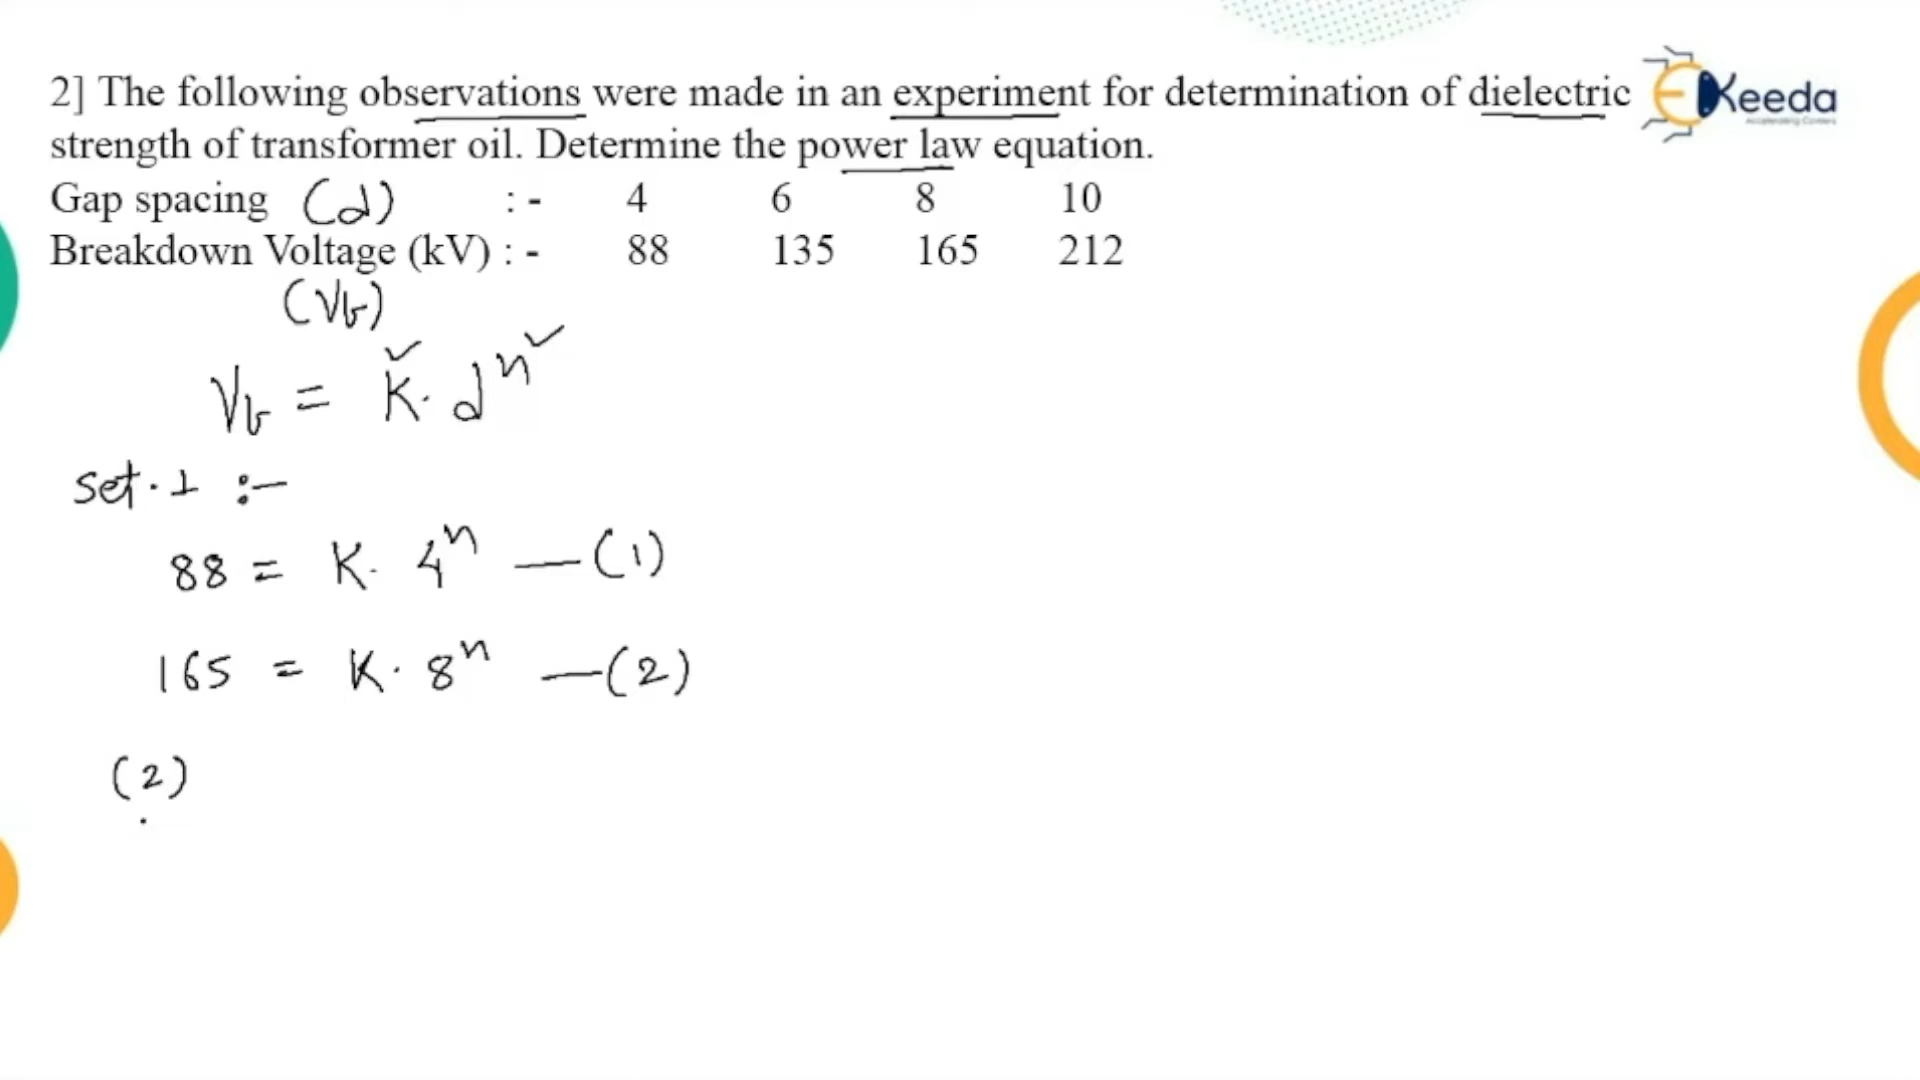 2] The following observations were made in an experiment for determination of dielectric
strength of transformer oil. Determine the power law equation.
Gap spacing (d) :- 4 6 8 10
Breakdown Voltage (kV) :- 88 135 165 212
(Vb)
Vb = K. d^n
set.1 :-
88 = K. 4^n —(1)
165 = K. 8^n —(2)
(2)
EKeeda